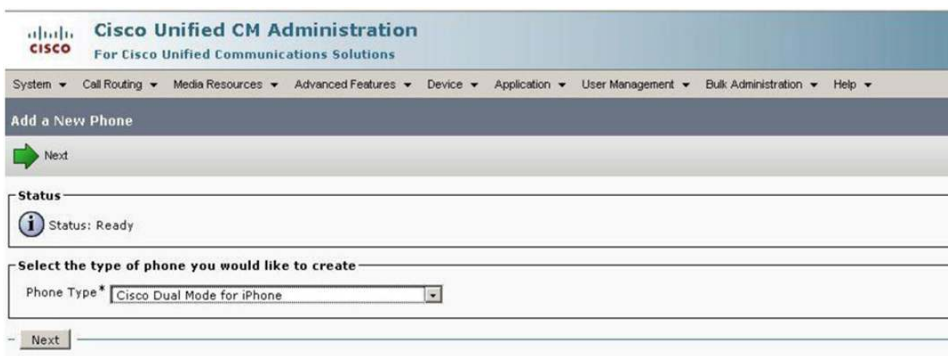 Cisco Unified CM Administration
CISCO
For Cisco Unified Communications Solutions
System Call Routing Media Resources Advanced Features Device Application User Management Bulk Administration Help
Add a New Phone
Next
Status
i Status: Ready
Select the type of phone you would like to create
Phone Type* Cisco Dual Mode for iPhone
Next